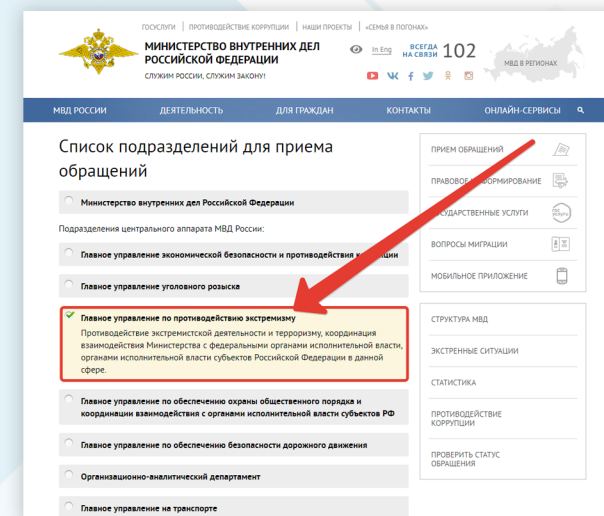 ГОСУСЛУГИ | ПРОТИВОДЕЙСТВИЕ КОРРУПЦИИ | НАШИ ПРОЕКТЫ | «СЕМЬЯ В ПОГОНАХ»
МИНИСТЕРСТВО ВНУТРЕННИХ ДЕЛ
РОССИЙСКОЙ ФЕДЕРАЦИИ
СЛУЖИМ РОССИИ, СЛУЖИМ ЗАКОНУ!
In Eng
ВСЕГДА
НА СВЯЗИ
102
МВД В РЕГИОНАХ
МВД РОССИИ
ДЕЯТЕЛЬНОСТЬ
ДЛЯ ГРАЖДАН
КОНТАКТЫ
ОНЛАЙН-СЕРВИСЫ
Список подразделений для приема
обращений
Министерство внутренних дел Российской Федерации
Подразделения центрального аппарата МВД России:
Главное управление экономической безопасности и противодействия
Главное управление уголовного розыска
Главное управление по противодействию экстремизму
Противодействие экстремистской деятельности и терроризму, координация
взаимодействия Министерства с федеральными органами исполнительной власти,
органами исполнительной власти субъектов Российской Федерации в данной
сфере.
Главное управление по обеспечению охраны общественного порядка и
координации взаимодействия с органами исполнительной власти субъектов РФ
Главное управление по обеспечению безопасности дорожного движения
Организационно-аналитический департамент
Главное управление на транспорте
ПРИЕМ ОБРАЩЕНИЙ
ПРАВОВОЕ
УСЛУГИ
ВОПРОСЫ МИГРАЦИИ
МОБИЛЬНОЕ ПРИЛОЖЕНИЕ
СТРУКТУРА МВД
ЭКСТРЕННЫЕ СИТУАЦИИ
СТАТИСТИКА
ПРОТИВОДЕЙСТВИЕ
КОРРУПЦИИ
ПРОВЕРИТЬ СТАТУС
ОБРАЩЕНИЯ